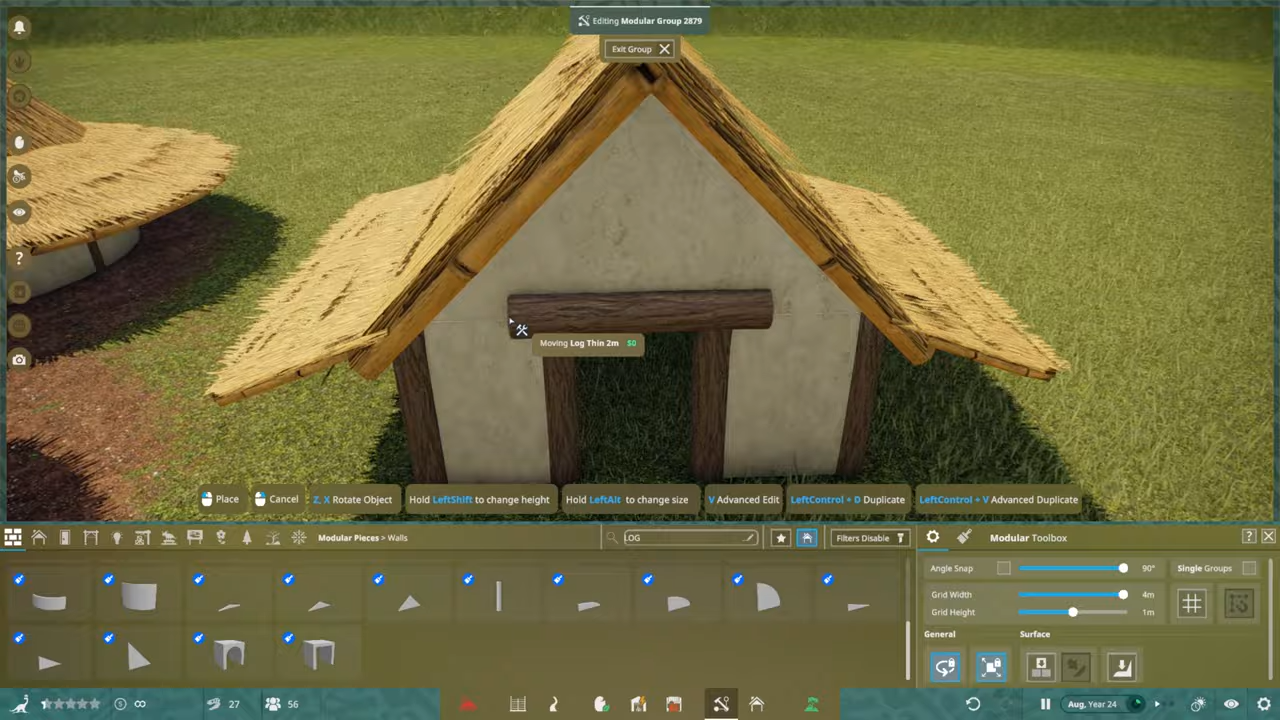 Editing Modular Group 2879
Exit Group
Moving Log Thin 2m $0
Place
Cancel
Z, X Rotate Object
Hold LeftShift to change height
Hold LeftAlt to change size
V Advanced Edit
LeftControl + D Duplicate
LeftControl + V Advanced Duplicate
Modular Pieces > Walls
LOG
Filters Disable
Modular Toolbox
?
Angle Snap 90° Single Groups
Grid Width 4m
Grid Height 1m
General Surface
27
56
Aug, Year 24